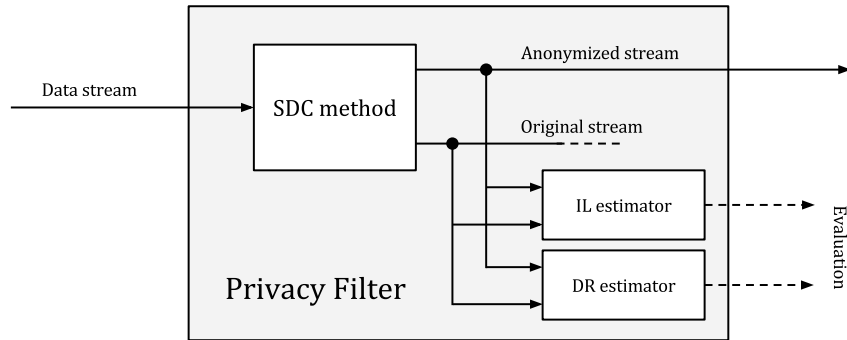 Anonymized stream
Data stream
SDC method
Original stream
IL estimator
Evaluation
Privacy Filter
DR estimator